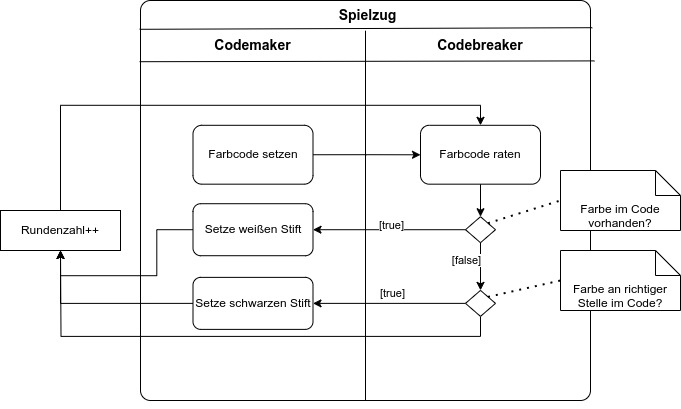 Spielzug
Codemaker
Codebreaker
Farbcode setzen
Farbcode raten
Rundenzahl++
Setze weißen Stift
[true]
Farbe im Code
vorhanden?
[false]
Setze schwarzen Stift
[true]
Farbe an richtiger
Stelle im Code?